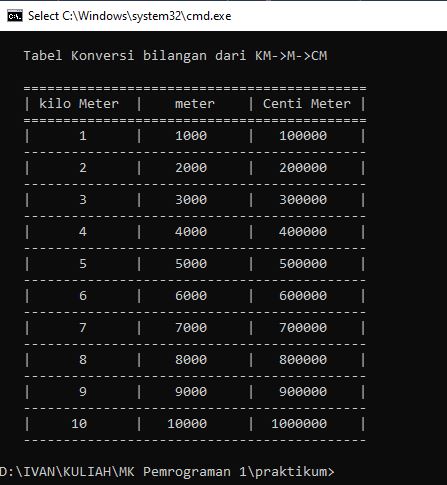 Select C:\Windows\system32\cmd.exe
Tabel Konversi bilangan dari KM->M->CM
===========================================
| kilo Meter  |    meter     | Centi Meter |
===========================================
|      1      |    1000      |   100000    |
-------------------------------------------
|      2      |    2000      |   200000    |
-------------------------------------------
|      3      |    3000      |   300000    |
-------------------------------------------
|      4      |    4000      |   400000    |
-------------------------------------------
|      5      |    5000      |   500000    |
-------------------------------------------
|      6      |    6000      |   600000    |
-------------------------------------------
|      7      |    7000      |   700000    |
-------------------------------------------
|      8      |    8000      |   800000    |
-------------------------------------------
|      9      |    9000      |   900000    |
-------------------------------------------
|     10      |   10000      |  1000000    |
-------------------------------------------
D:\IVAN\KULIAH\MK Pemrograman 1\praktikum>